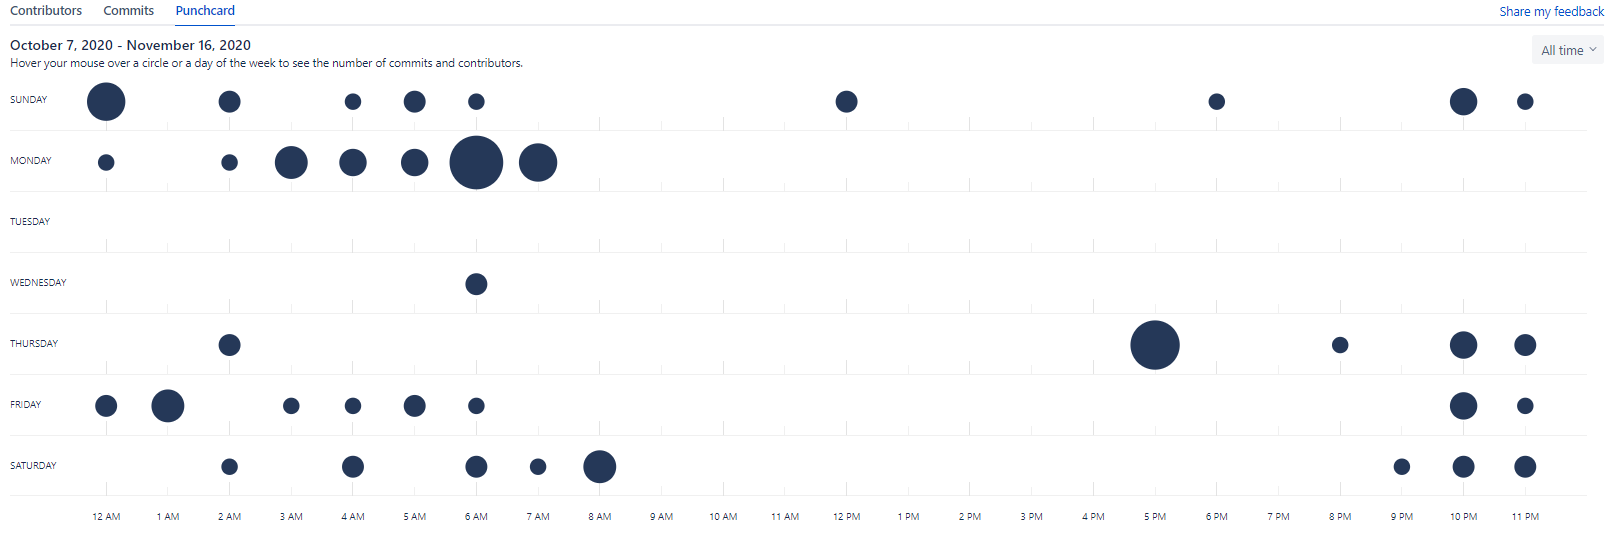 Contributors Commits Punchcard Share my feedback
October 7, 2020 - November 16, 2020
All time
Hover your mouse over a circle or a day of the week to see the number of commits and contributors.
SUNDAY
MONDAY
TUESDAY
WEDNESDAY
THURSDAY
FRIDAY
SATURDAY
12 AM 1 AM 2 AM 3 AM 4 AM 5 AM 6 AM 7 AM 8 AM 9 AM 10 AM 11 AM 12 PM 1 PM 2 PM 3 PM 4 PM 5 PM 6 PM 7 PM 8 PM 9 PM 10 PM 11 PM